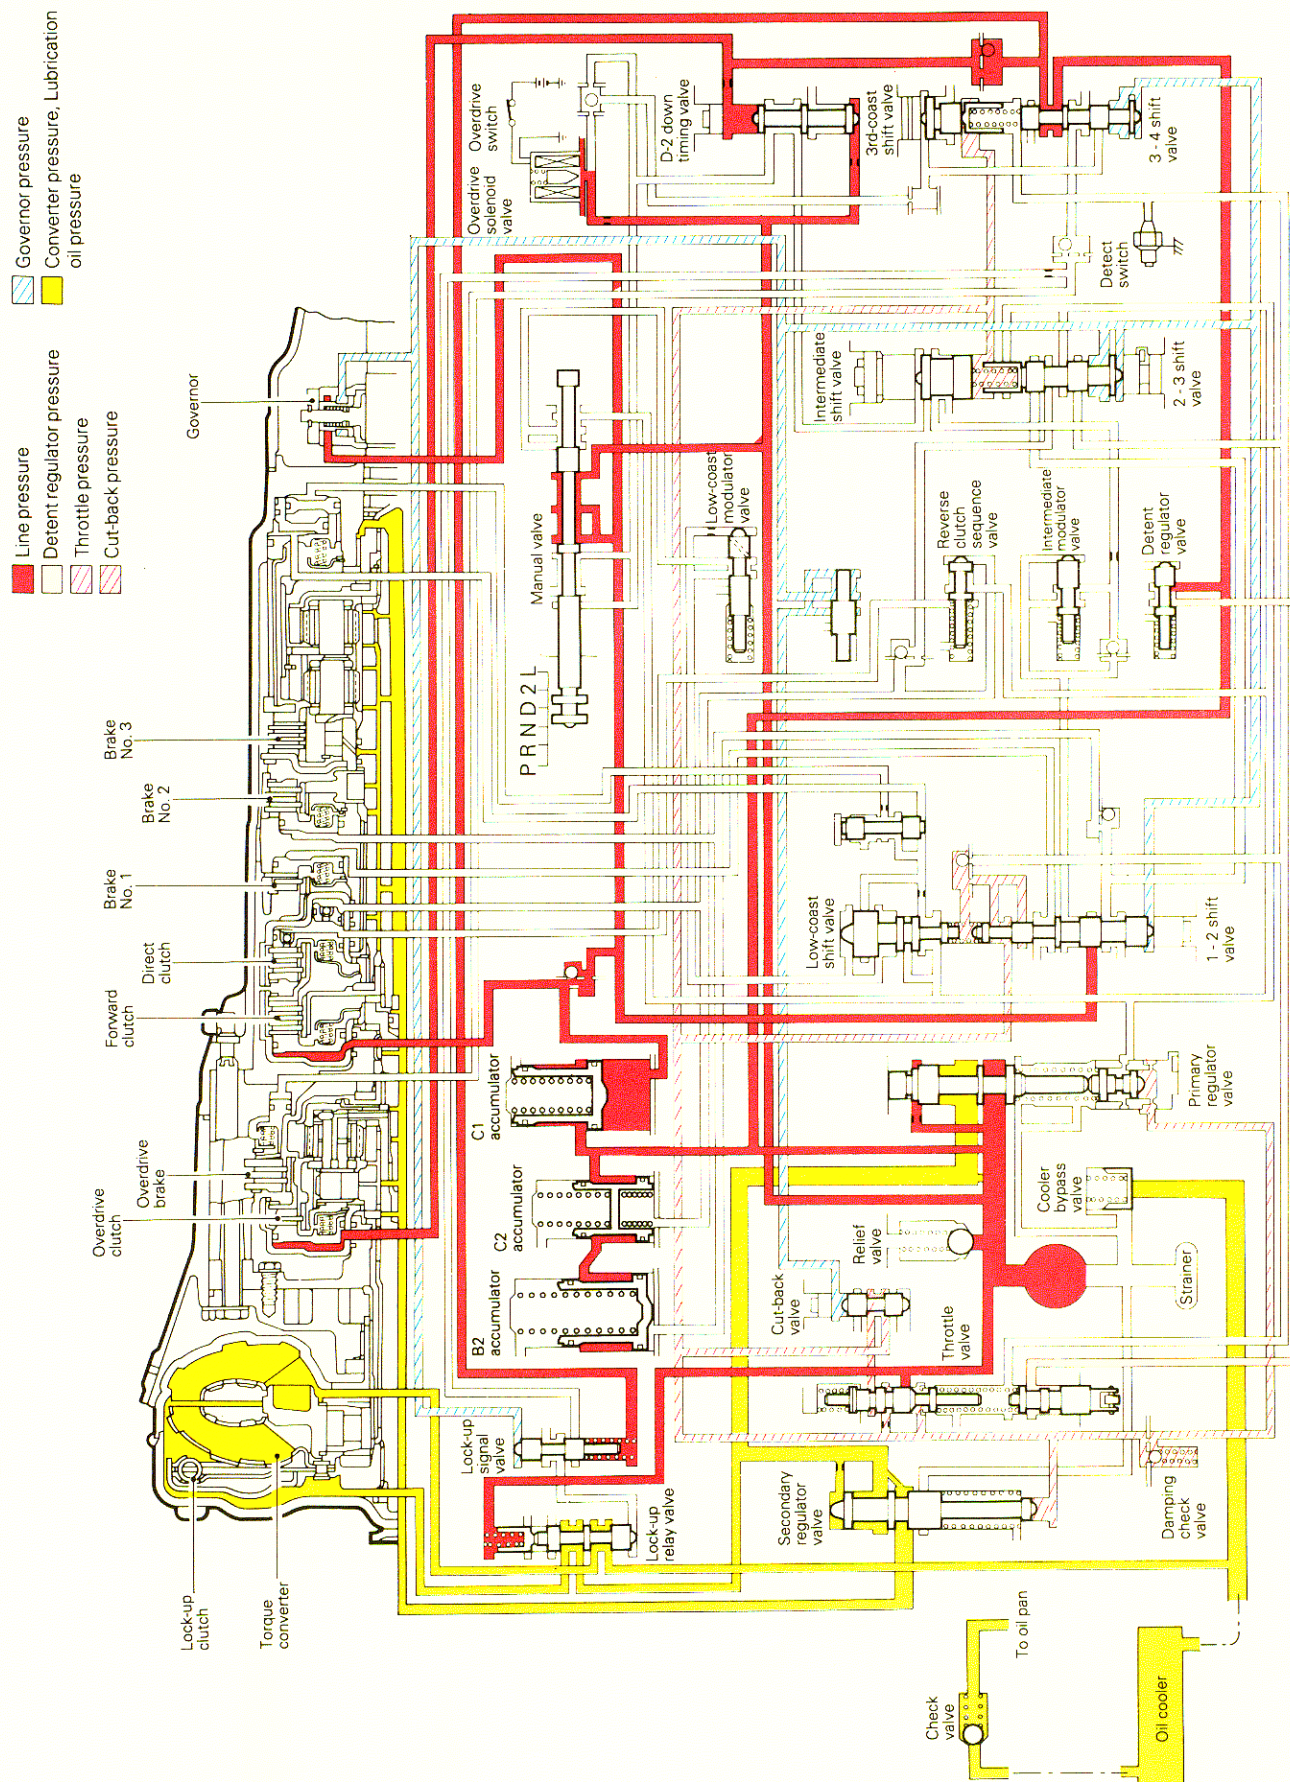 Line pressure
Detent regulator pressure
Throttle pressure
Cut-back pressure
Governor pressure
Converter pressure, Lubrication
oil pressure
Lock-up
clutch
Torque
converter
Overdrive
clutch
Overdrive
brake
Forward
clutch
Direct
clutch
Brake
No. 1
Brake
No. 2
Brake
No. 3
Governor
Lock-up
relay valve
Lock-up
signal
valve
B2
accumulator
C2
accumulator
C1
accumulator
P R N D 2 L
Manual valve
Overdrive
solenoid
valve
Overdrive
switch
D-2 down
timing valve
Low-coast
modulator
valve
Secondary
regulator
valve
Cut-back
valve
Relief
valve
Throttle
valve
Low-coast
shift valve
Intermediate
shift valve
3rd-coast
shift valve
Reverse
clutch
sequence
valve
Intermediate
modulator
valve
Detent
regulator
valve
Detect
switch
3 - 4 shift
valve
2 - 3 shift
valve
1 - 2 shift
valve
Primary
regulator
valve
Cooler
bypass
valve
Strainer
Damping
check
valve
Check
valve
To oil pan
Oil cooler